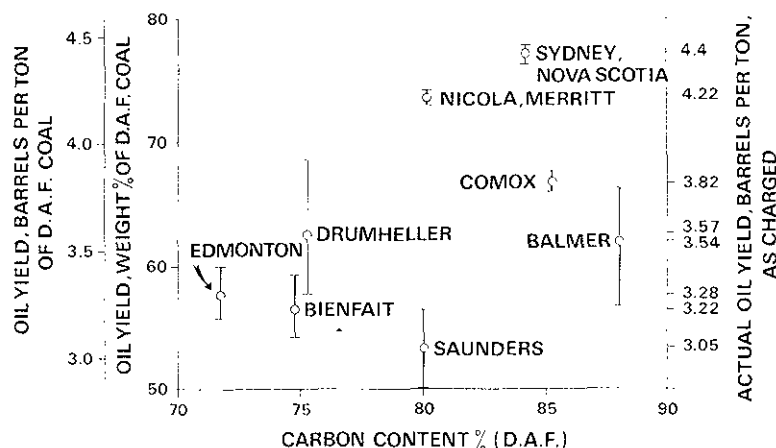 OIL YIELD, BARRELS PER TON
OF D.A.F. COAL
4.5
4.0
3.5
3.0
OIL YIELD, WEIGHT % OF D.A.F. COAL
80
70
60
50
SYDNEY,
NOVA SCOTIA
NICOLA, MERRITT
COMOX
DRUMHELLER
BALMER
EDMONTON
BIENFAIT
SAUNDERS
4.4
4.22
3.82
3.57
3.54
3.28
3.22
3.05
ACTUAL OIL YIELD, BARRELS PER TON,
AS CHARGED
70 75 80 85 90
CARBON CONTENT % (D.A.F.)